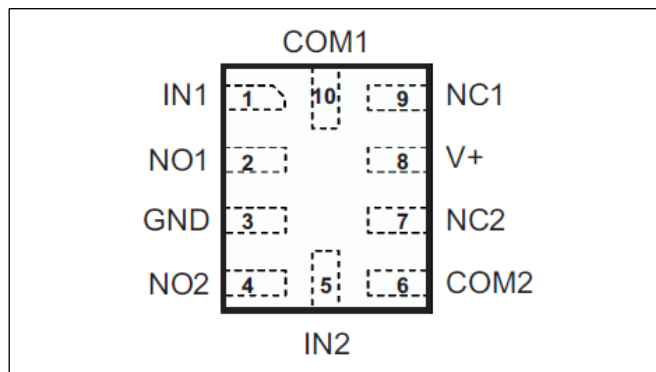 COM1
IN1 1 10 9 NC1
NO1 2 8 V+
GND 3 7 NC2
NO2 4 5 6 COM2
IN2